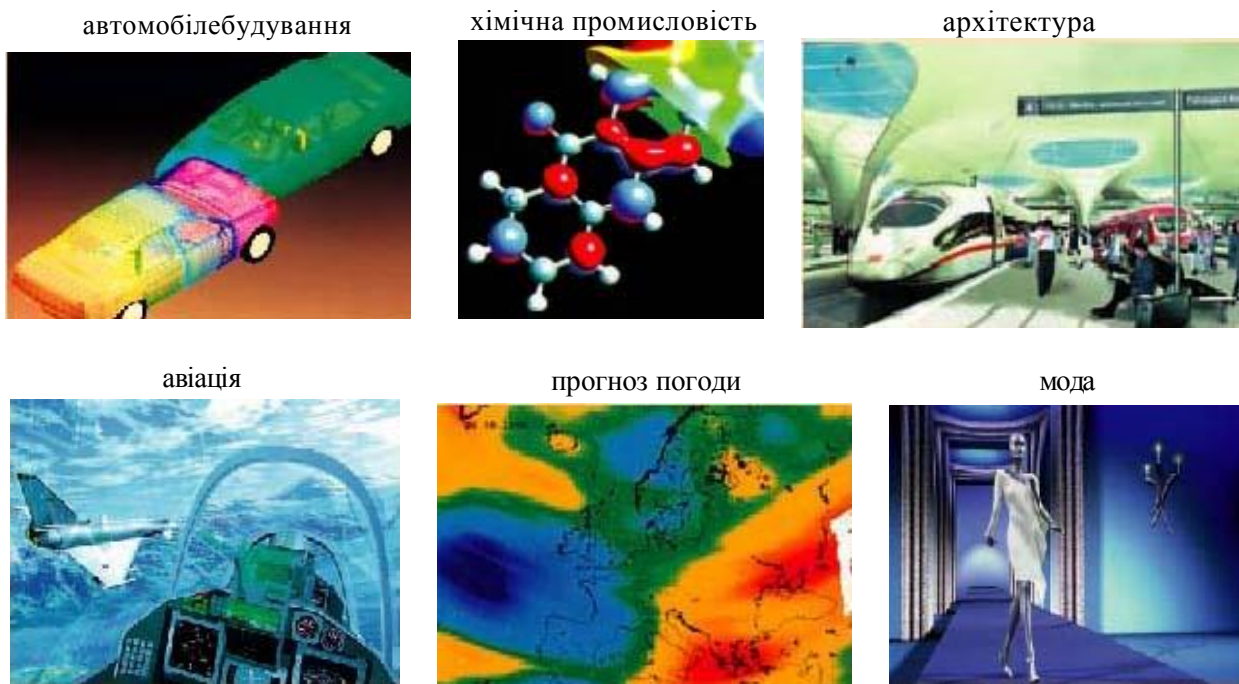 автомобілебудування
хімічна промисловість
архітектура
авіація
прогноз погоди
мода